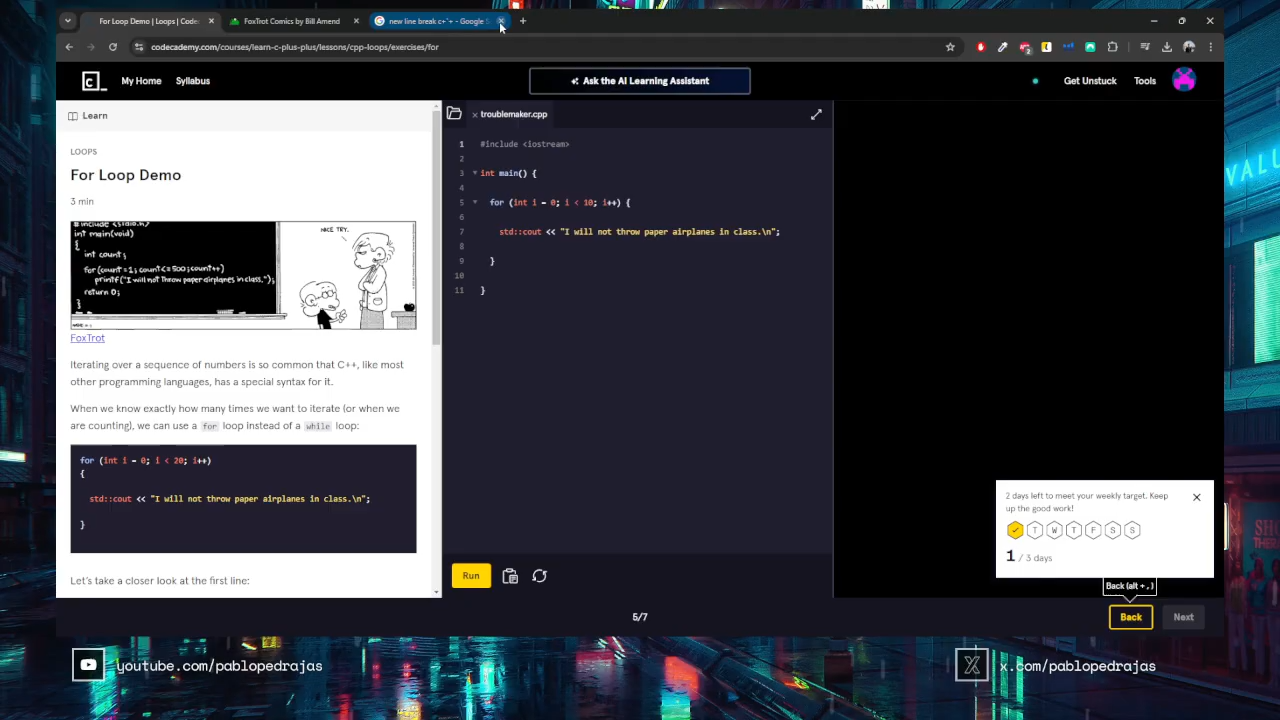 For Loop Demo | Loops | Codec
FoxTrot Comics by Bill Amend
new line break c++ - Google S
codecademy.com/courses/learn-c-plus-plus/lessons/cpp-loops/exercises/for
My Home
Syllabus
Ask the AI Learning Assistant
Get Unstuck
Tools
Learn
LOOPS
For Loop Demo
3 min
#include <stdio.h>
int main(void)
{
int count;
for(count=1;count<=500;count++)
printf("I will not throw paper airplanes in class.");
return 0;
}
NICE TRY.
FoxTrot
Iterating over a sequence of numbers is so common that C++, like most
other programming languages, has a special syntax for it.
When we know exactly how many times we want to iterate (or when we
are counting), we can use a for loop instead of a while loop:
for (int i = 0; i < 20; i++)
{
std::cout << "I will not throw paper airplanes in class.\n";
}
Let's take a closer look at the first line:
troublemaker.cpp
1 #include <iostream>
2
3 int main() {
4
5 for (int i = 0; i < 10; i++) {
6
7 std::cout << "I will not throw paper airplanes in class.\n";
8
9 }
10
11 }
Run
2 days left to meet your weekly target. Keep
up the good work!
T W T F S S
1 / 3 days
Back (alt + ,)
5/7
Back
Next
youtube.com/pablopedrajas
x.com/pablopedrajas